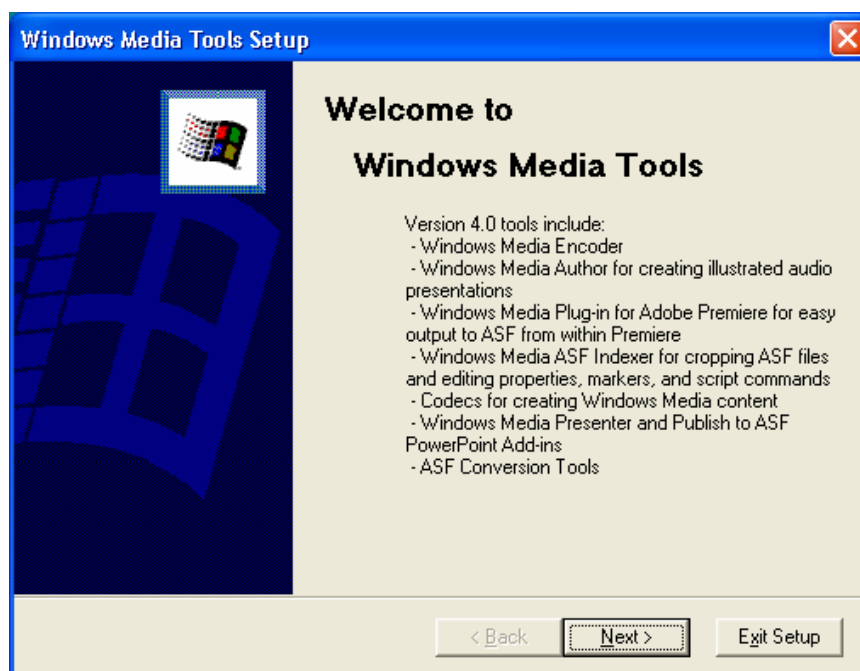 Windows Media Tools Setup
Welcome to
Windows Media Tools
Version 4.0 tools include:
- Windows Media Encoder
- Windows Media Author for creating illustrated audio
presentations
- Windows Media Plug-in for Adobe Premiere for easy
output to ASF from within Premiere
- Windows Media ASF Indexer for cropping ASF files
and editing properties, markers, and script commands
- Codecs for creating Windows Media content
- Windows Media Presenter and Publish to ASF
PowerPoint Add-ins
- ASF Conversion Tools
< Back Next > Exit Setup